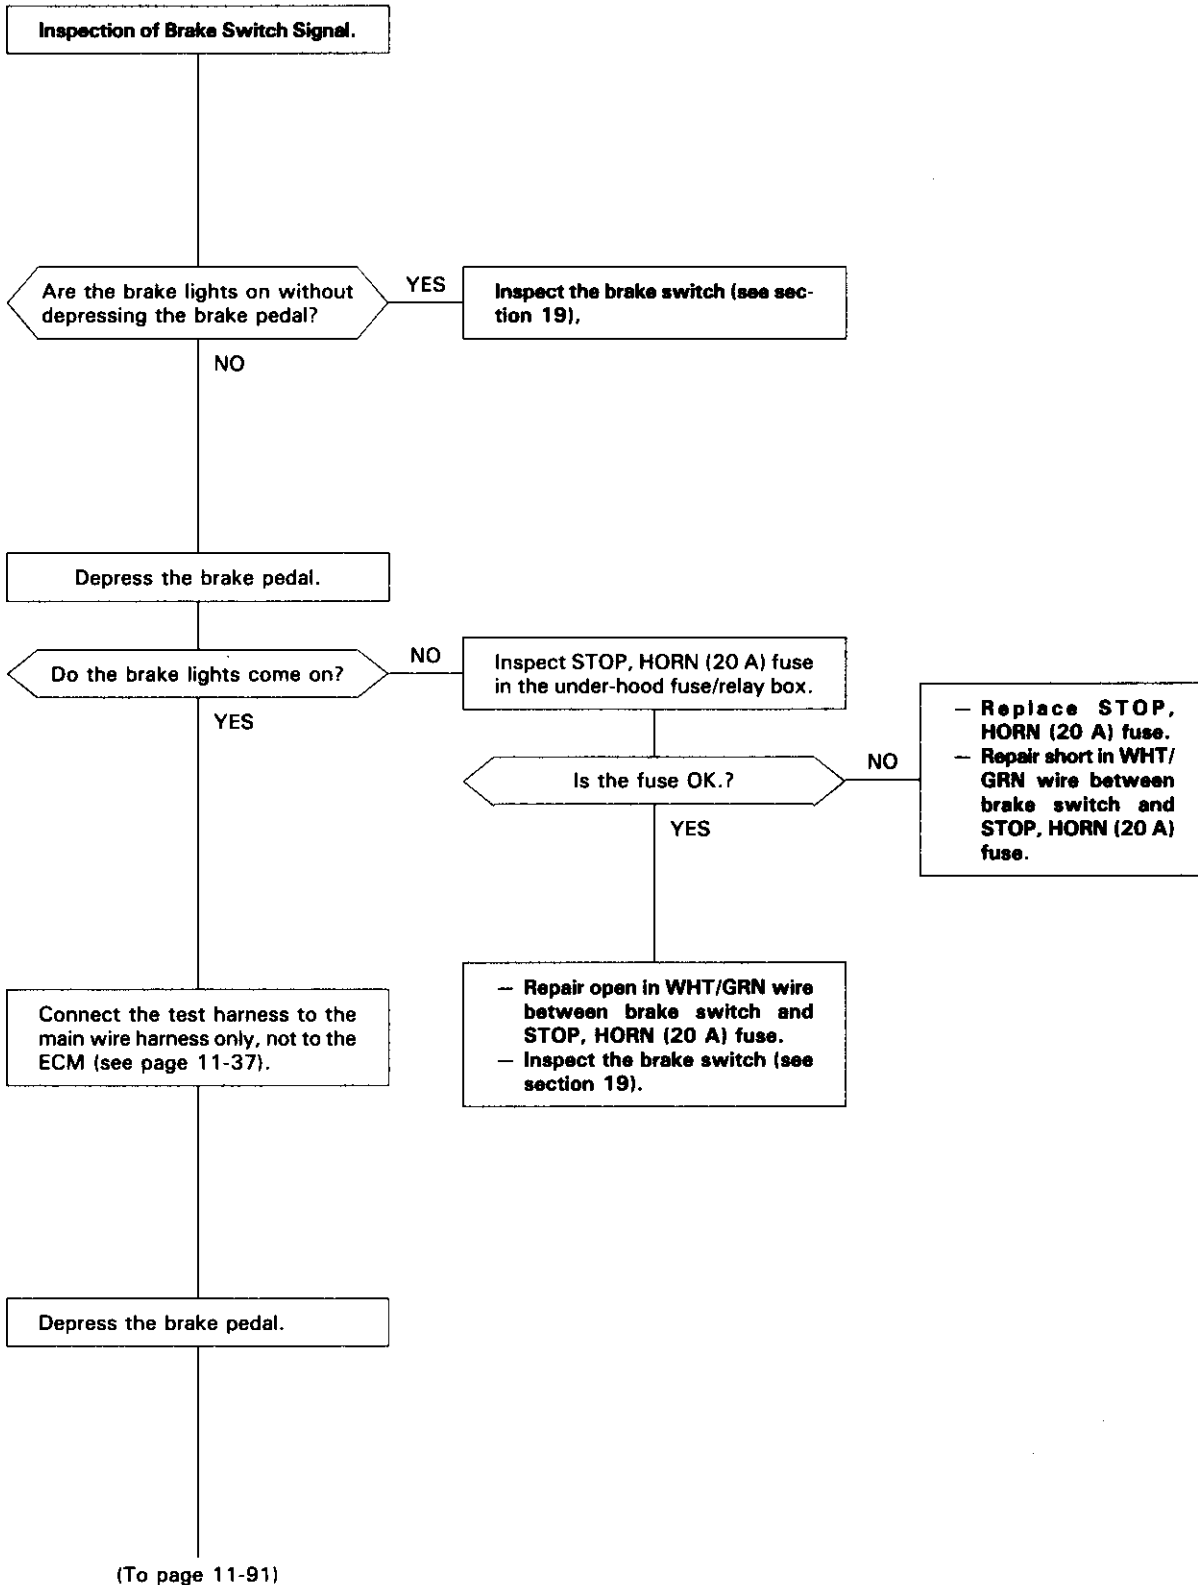 Inspection of Brake Switch Signal.
Are the brake lights on without
depressing the brake pedal?
YES
Inspect the brake switch (see sec-
tion 19),
NO
Depress the brake pedal.
Do the brake lights come on?
NO
Inspect STOP, HORN (20 A) fuse
in the under-hood fuse/relay box.
YES
Is the fuse OK.?
NO
— Replace STOP,
HORN (20 A) fuse.
— Repair short in WHT/
GRN wire between
brake switch and
STOP, HORN (20 A)
fuse.
YES
— Repair open in WHT/GRN wire
between brake switch and
STOP, HORN (20 A) fuse.
— Inspect the brake switch (see
section 19).
Connect the test harness to the
main wire harness only, not to the
ECM (see page 11-37).
Depress the brake pedal.
(To page 11-91)